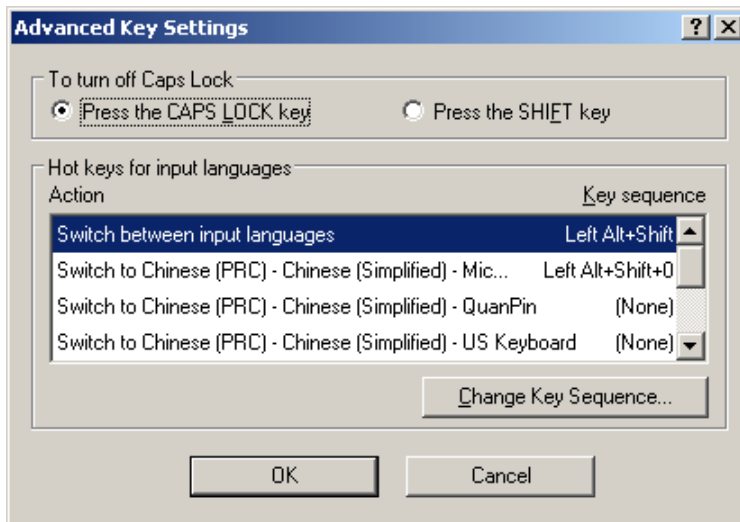 Advanced Key Settings
To turn off Caps Lock
Press the CAPS LOCK key Press the SHIFT key
Hot keys for input languages
Action Key sequence
Switch between input languages Left Alt+Shift
Switch to Chinese (PRC) - Chinese (Simplified) - Mic... Left Alt+Shift+0
Switch to Chinese (PRC) - Chinese (Simplified) - QuanPin (None)
Switch to Chinese (PRC) - Chinese (Simplified) - US Keyboard (None)
Change Key Sequence...
OK Cancel